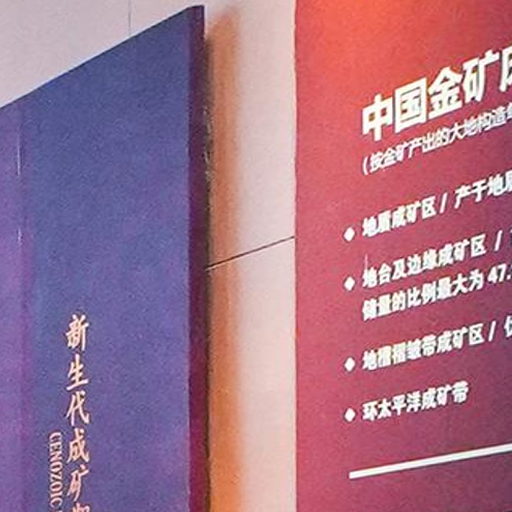 新生代成矿期
CENOZOIC
中国金矿
(按金矿产出的大地构造
地盾成矿区 / 产于地盾
地台及边缘成矿区 /
储量的比例最大为 47.
地槽褶皱带成矿区 /
环太平洋成矿带